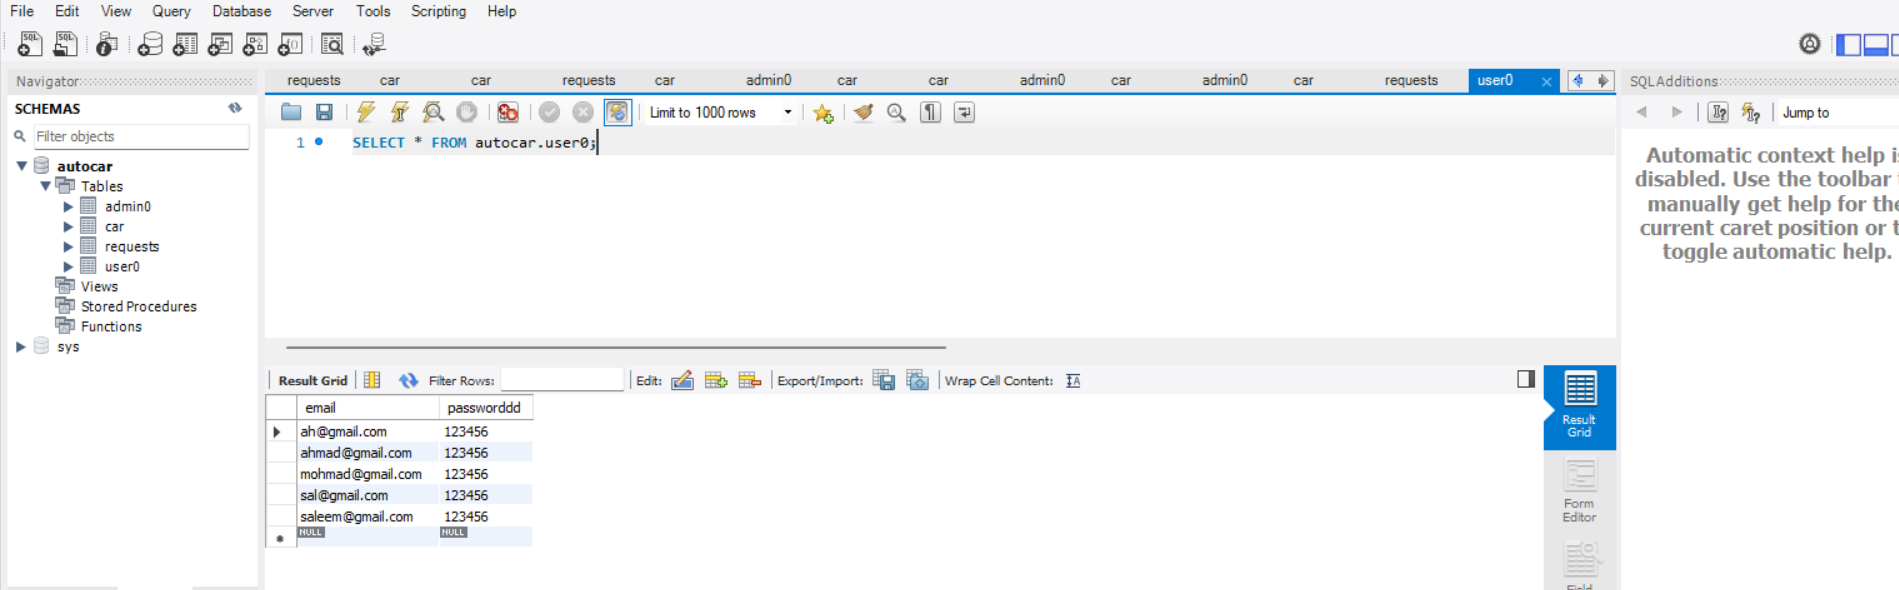 File Edit View Query Database Server Tools Scripting Help
SQL SQL
Navigator
SCHEMAS
Filter objects
autocar
Tables
admin0
car
requests
user0
Views
Stored Procedures
Functions
sys
requests car car requests car admin0 car car admin0 car admin0 car requests user0
Limit to 1000 rows
1 SELECT * FROM autocar.user0;
Result Grid Filter Rows: Edit: Export/Import: Wrap Cell Content: IA
email passworddd
ah@gmail.com 123456
ahmad@gmail.com 123456
mohmad@gmail.com 123456
sal@gmail.com 123456
saleem@gmail.com 123456
NULL NULL
Result
Grid
Form
Editor
Field
SQLAdditions
Jump to
Automatic context help is
disabled. Use the toolbar
manually get help for the
current caret position or t
toggle automatic help.